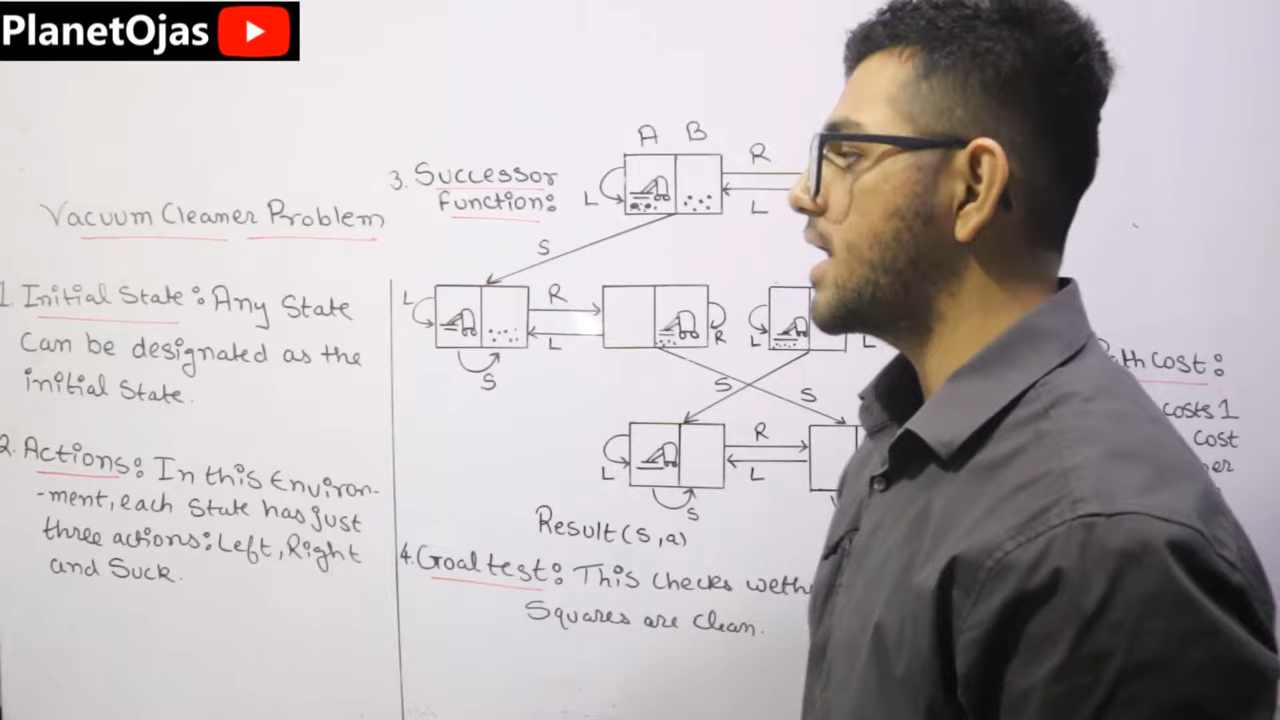 PlanetOjas
Vacuum Cleaner Problem
1. Initial State: Any State
can be designated as the
initial State.
2. Actions: In this Environ-
-ment, each State has just
three actions: Left, Right
and Suck.
3. Successor
function:
A B
R
L
L
S
L
R
L
S
R
L
L
S
S
L
R
L
S
Result(s,a)
4. Goal test: This checks weth
Squares are Clean.
Path Cost:
costs 1
cost